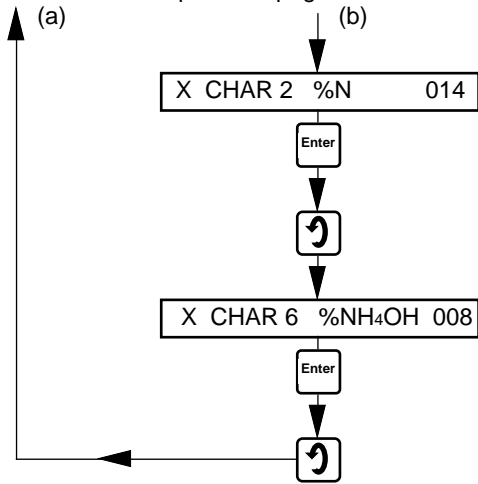 (a) (b)
X CHAR 2 %N 014
Enter
X CHAR 6 %NH₄OH 008
Enter